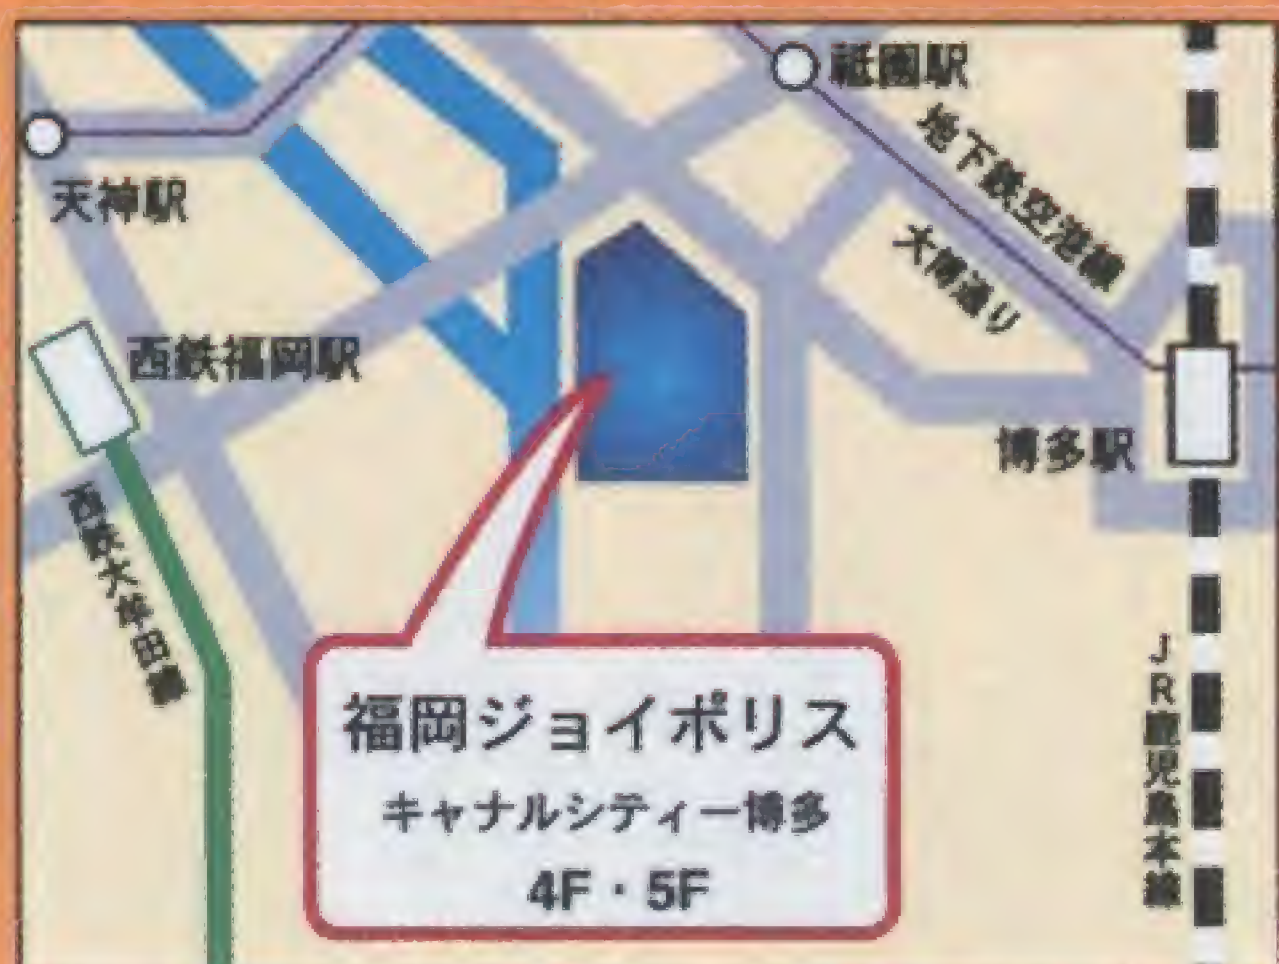 祇園駅
地下鉄空港線
大博通り
天神駅
西鉄福岡駅
博多駅
西鉄大牟田線
JR鹿児島本線
福岡ジョイポリス
キャナルシティー博多
4F・5F